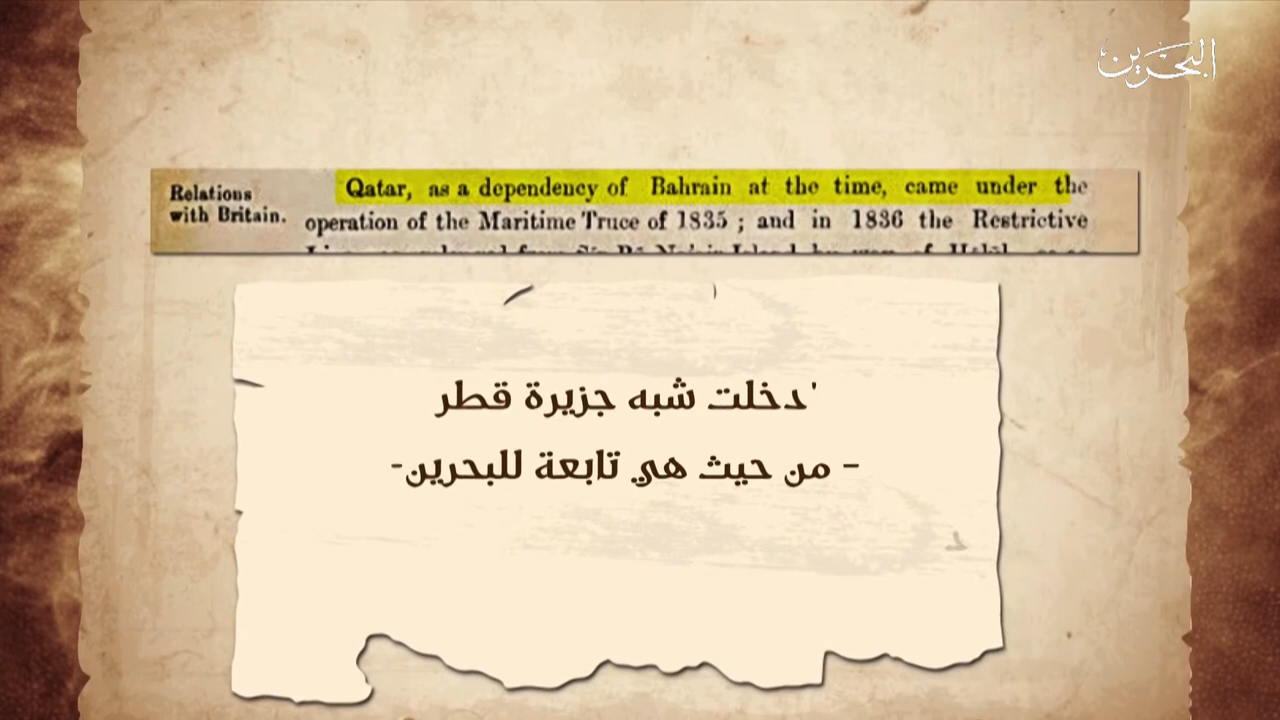 البحرين
Relations
with Britain.
Qatar, as a dependency of Bahrain at the time, came under the
operation of the Maritime Truce of 1835 ; and in 1836 the Restrictive
'دخلت شبه جزيرة قطر
- من حيث هي تابعة للبحرين-